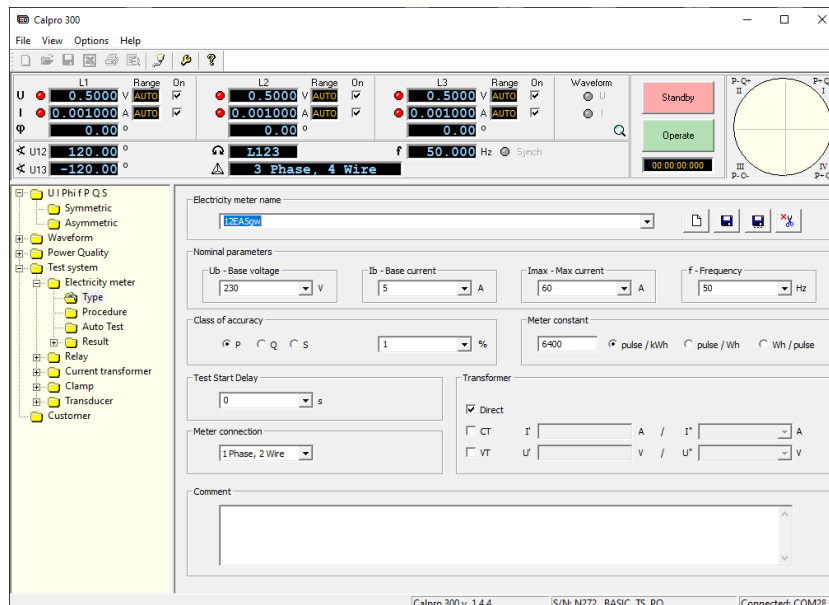 Calpro 300
File View Options Help
L1 Range On L2 Range On L3 Range On Waveform
U 0.5000 V AUTO 0.5000 V AUTO 0.5000 V AUTO U
I 0.001000 A AUTO 0.001000 A AUTO 0.001000 A AUTO I
φ 0.00 ° 0.00 ° 0.00 °
U12 120.00 ° L123 f 50.000 Hz Synch
U13 -120.00 ° 3 Phase, 4 Wire
Standby
Operate
00:00:00:000
P-Q+ P+Q
II I
III IV
P-Q- P+Q
U I Phi f P Q S
Symmetric
Asymmetric
Waveform
Power Quality
Test system
Electricity meter
Type
Procedure
Auto Test
Result
Relay
Current transformer
Clamp
Transducer
Customer
Electricity meter name
12EA5gw
Nominal parameters
Ub - Base voltage Ib - Base current Imax - Max current f - Frequency
230 V 5 A 60 A 50 Hz
Class of accuracy Meter constant
P Q S 1 % 6400 pulse / kWh pulse / Wh Wh / pulse
Test Start Delay Transformer
0 s Direct
CT I' A / I" A
Meter connection
1 Phase, 2 Wire VT U' V / U" V
Comment
Calpro 300 v. 1.4.4 S/N: N272, BASIC_TS_PQ Connected: COM28